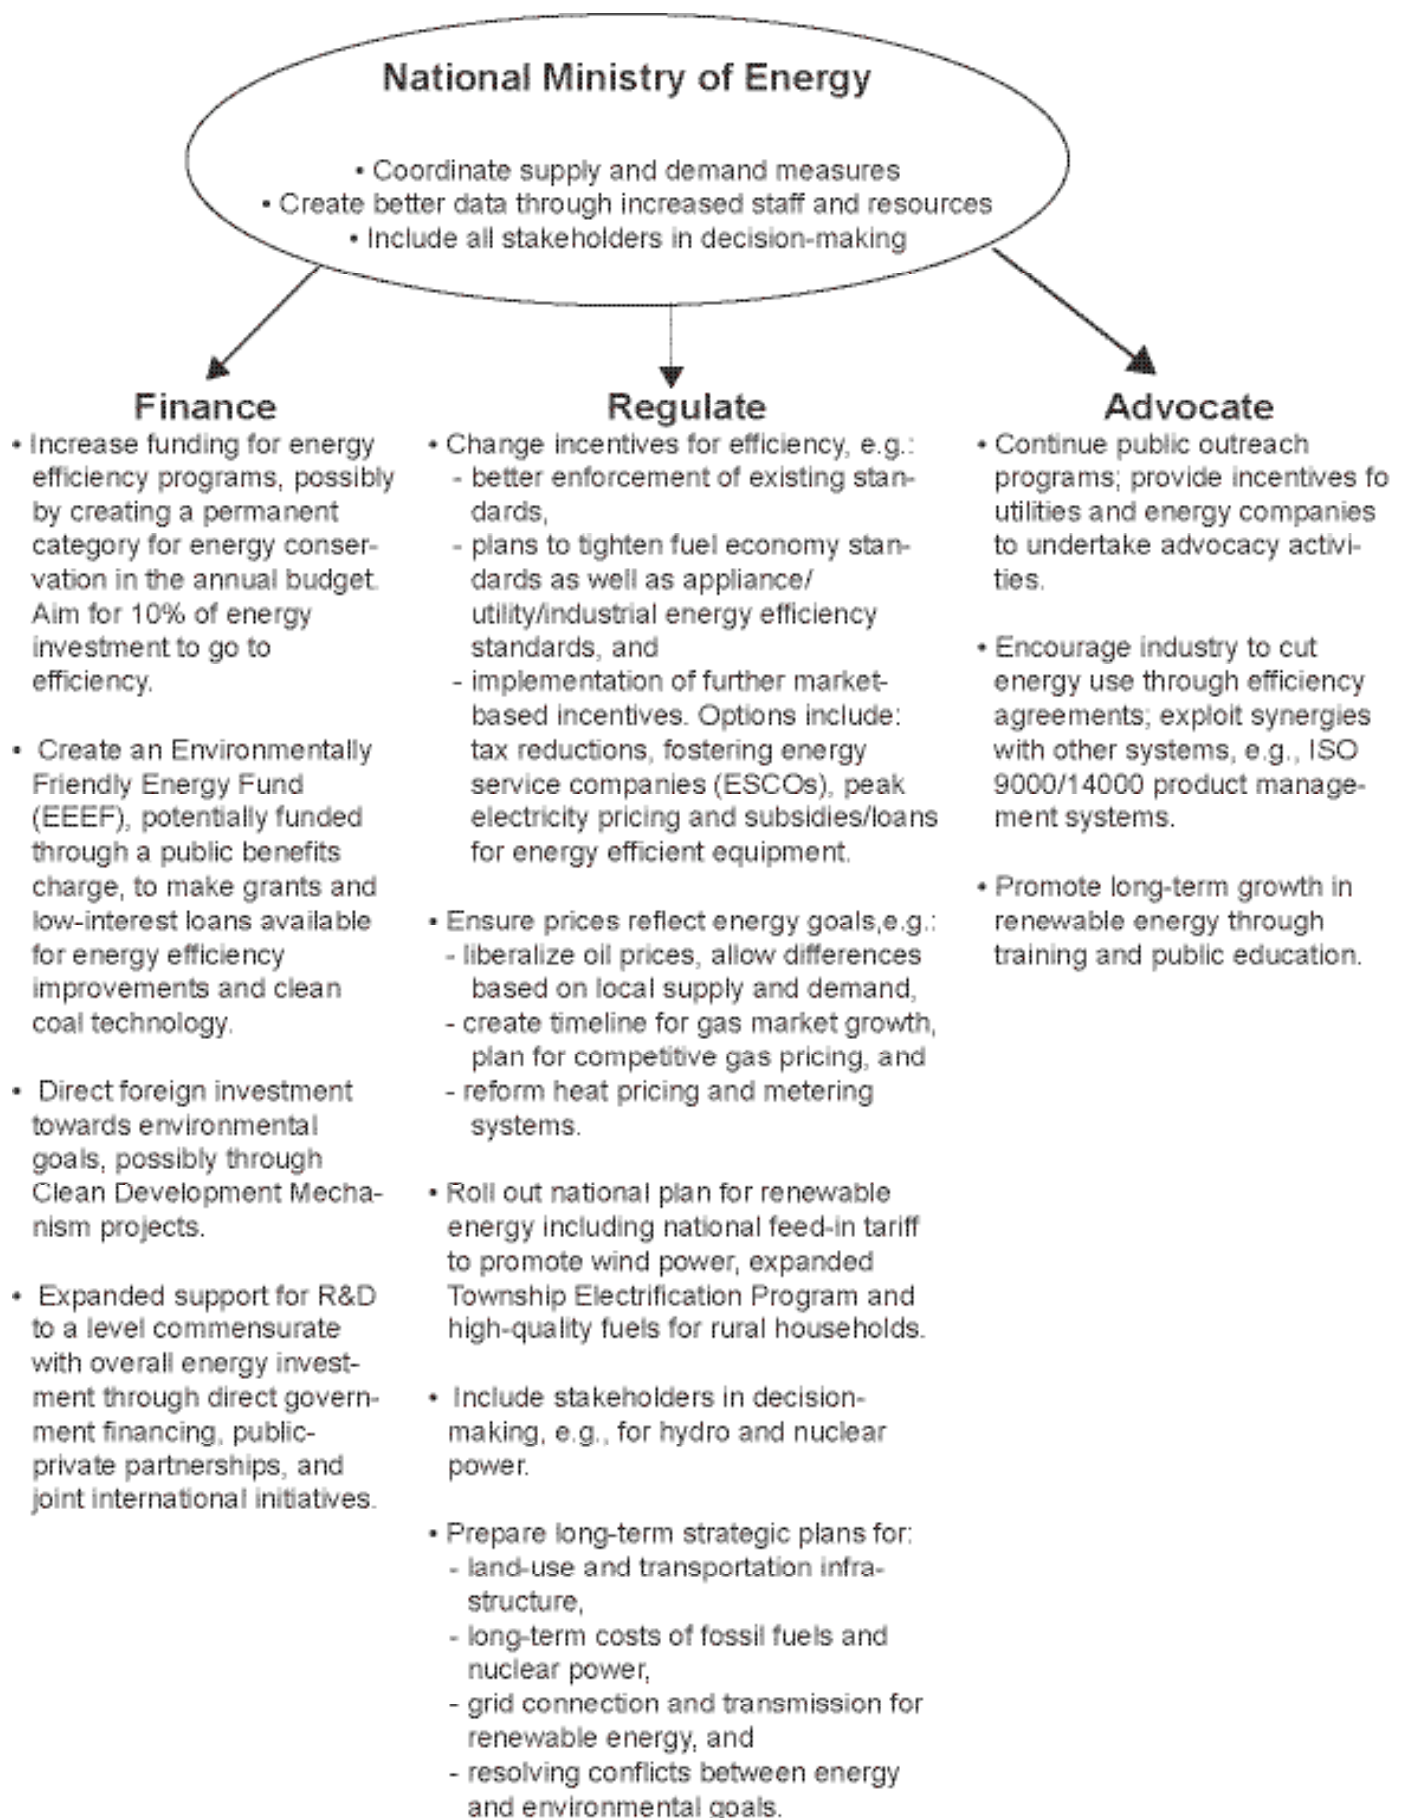 National Ministry of Energy
• Coordinate supply and demand measures
• Create better data through increased staff and resources
• Include all stakeholders in decision-making
Finance
• Increase funding for energy
efficiency programs, possibly
by creating a permanent
category for energy conser-
vation in the annual budget.
Aim for 10% of energy
investment to go to
efficiency.
• Create an Environmentally
Friendly Energy Fund
(EEEF), potentially funded
through a public benefits
charge, to make grants and
low-interest loans available
for energy efficiency
improvements and clean
coal technology.
• Direct foreign investment
towards environmental
goals, possibly through
Clean Development Mecha-
nism projects.
• Expanded support for R&D
to a level commensurate
with overall energy invest-
ment through direct govern-
ment financing, public-
private partnerships, and
joint international initiatives.
Regulate
• Change incentives for efficiency, e.g.:
- better enforcement of existing stan-
dards,
- plans to tighten fuel economy stan-
dards as well as appliance/
utility/industrial energy efficiency
standards, and
- implementation of further market-
based incentives. Options include:
tax reductions, fostering energy
service companies (ESCOs), peak
electricity pricing and subsidies/loans
for energy efficient equipment.
• Ensure prices reflect energy goals,e.g.:
- liberalize oil prices, allow differences
based on local supply and demand,
- create timeline for gas market growth,
plan for competitive gas pricing, and
- reform heat pricing and metering
systems.
• Roll out national plan for renewable
energy including national feed-in tariff
to promote wind power, expanded
Township Electrification Program and
high-quality fuels for rural households.
• Include stakeholders in decision-
making, e.g., for hydro and nuclear
power.
• Prepare long-term strategic plans for:
- land-use and transportation infra-
structure,
- long-term costs of fossil fuels and
nuclear power,
- grid connection and transmission for
renewable energy, and
- resolving conflicts between energy
and environmental goals.
Advocate
• Continue public outreach
programs; provide incentives fo
utilities and energy companies
to undertake advocacy activi-
ties.
• Encourage industry to cut
energy use through efficiency
agreements; exploit synergies
with other systems, e.g., ISO
9000/14000 product manage-
ment systems.
• Promote long-term growth in
renewable energy through
training and public education.